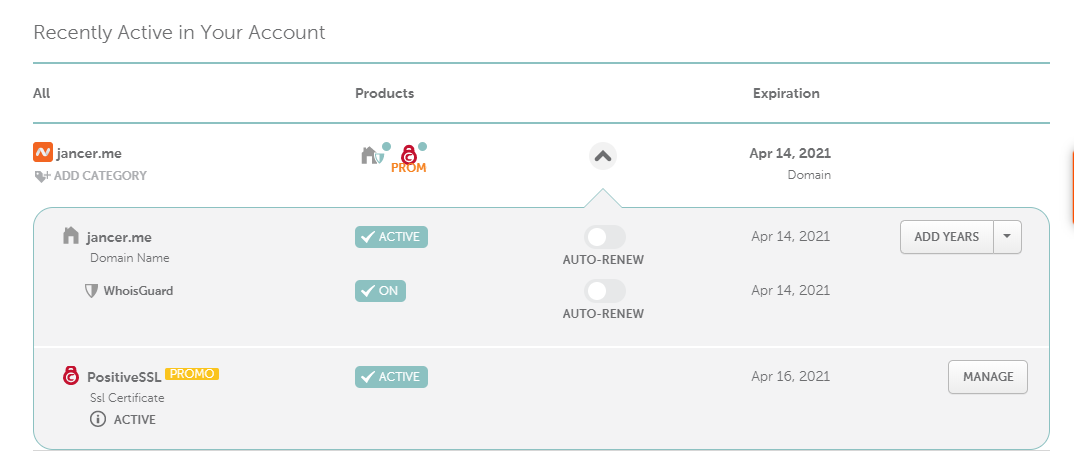 Recently Active in Your Account
All Products Expiration
jancer.me Apr 14, 2021
PROM
ADD CATEGORY Domain
jancer.me ACTIVE Apr 14, 2021 ADD YEARS
Domain Name AUTO-RENEW
WhoisGuard ON Apr 14, 2021
AUTO-RENEW
PositiveSSL PROMO ACTIVE Apr 16, 2021 MANAGE
Ssl Certificate
ACTIVE